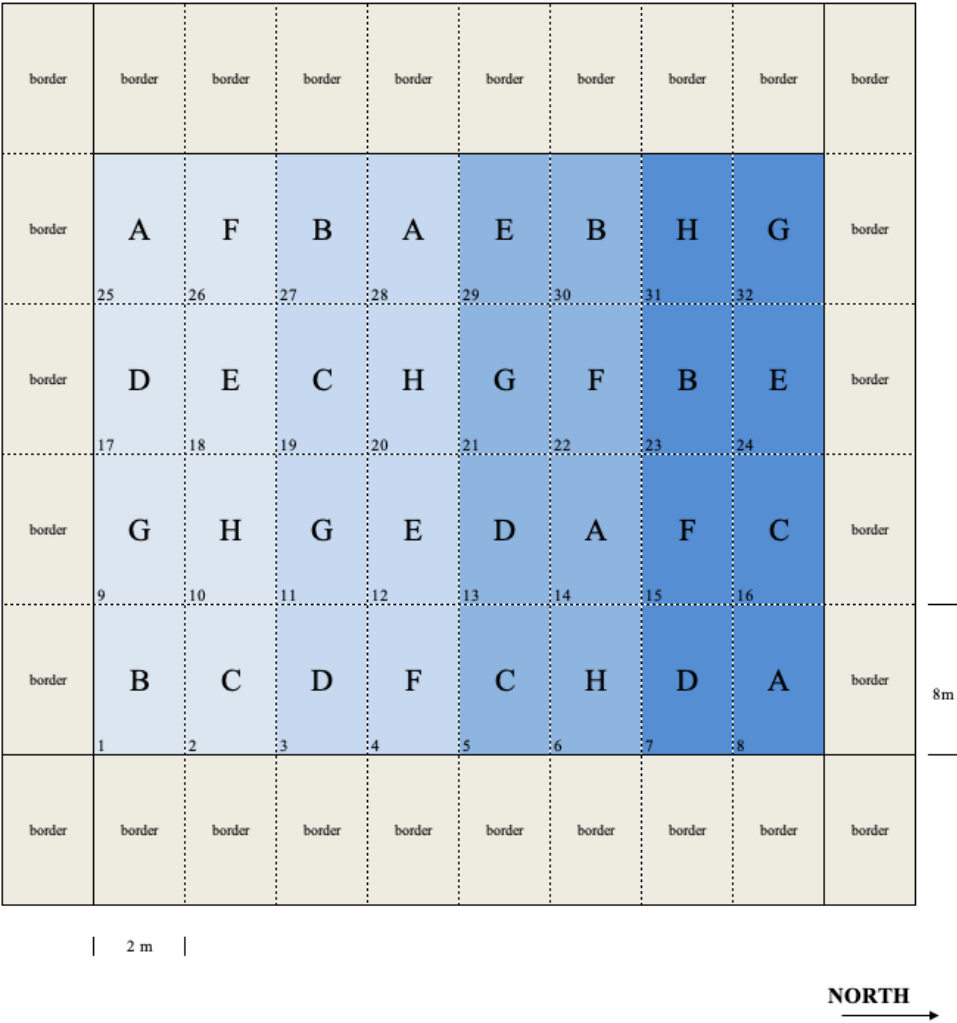 border border border border border border border border border border
border A F B A E B H G border
25 26 27 28 29 30 31 32
border D E C H G F B E border
17 18 19 20 21 22 23 24
border G H G E D A F C border
9 10 11 12 13 14 15 16
border B C D F C H D A border
8m
1 2 3 4 5 6 7 8
border border border border border border border border border border
2 m
NORTH